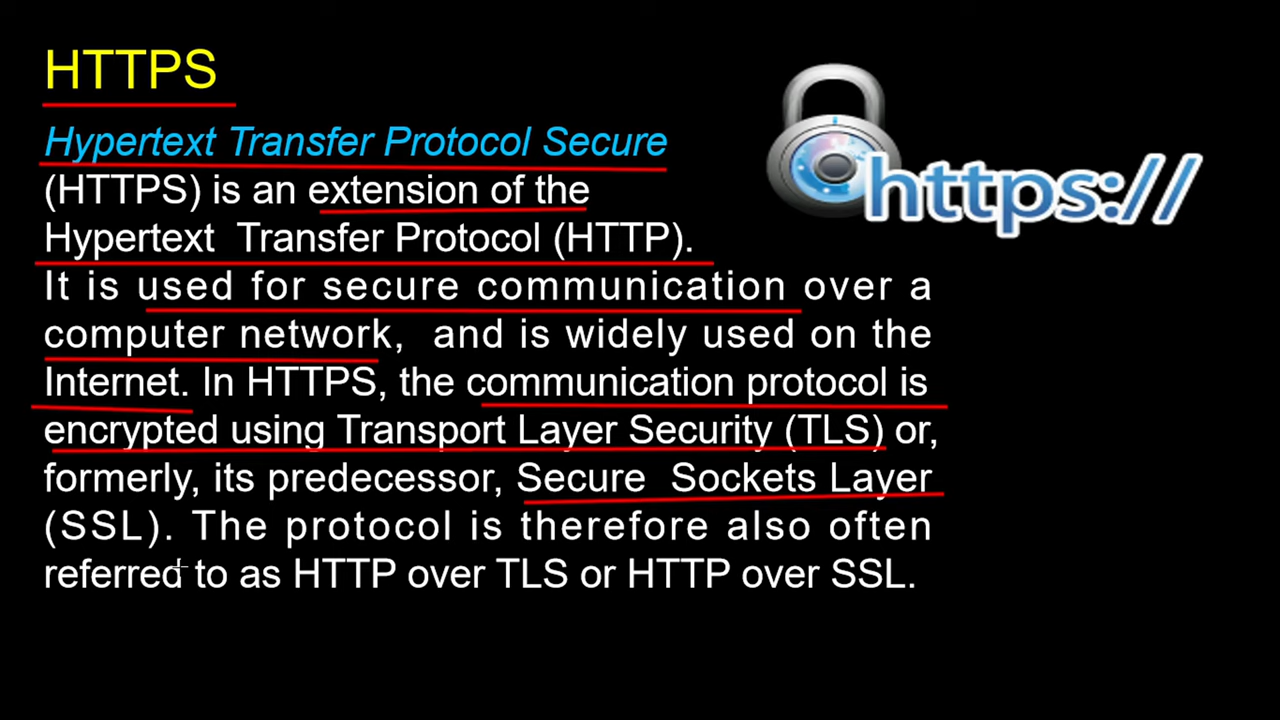 HTTPS
https://
Hypertext Transfer Protocol Secure
(HTTPS) is an extension of the
Hypertext Transfer Protocol (HTTP).
It is used for secure communication over a
computer network, and is widely used on the
Internet. In HTTPS, the communication protocol is
encrypted using Transport Layer Security (TLS) or,
formerly, its predecessor, Secure Sockets Layer
(SSL). The protocol is therefore also often
referred to as HTTP over TLS or HTTP over SSL.